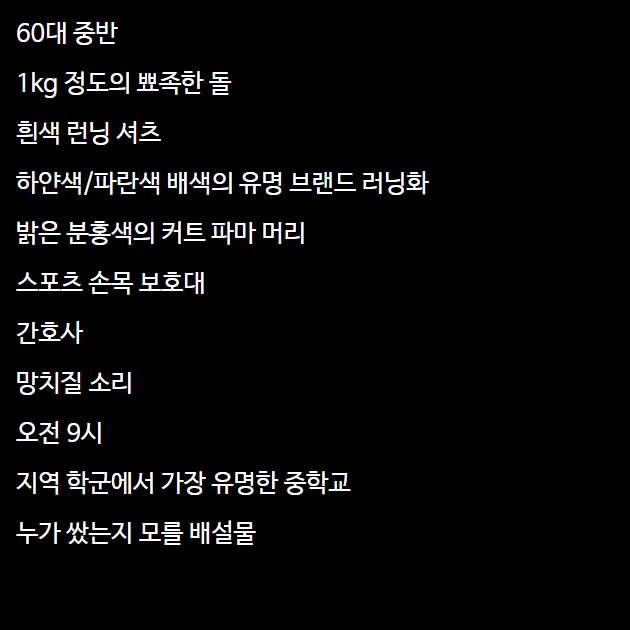 60대 중반
1kg 정도의 뾰족한 돌
흰색 런닝 셔츠
하얀색/파란색 배색의 유명 브랜드 러닝화
밝은 분홍색의 커트 파마 머리
스포츠 손목 보호대
간호사
망치질 소리
오전 9시
지역 학군에서 가장 유명한 중학교
누가 쌌는지 모를 배설물